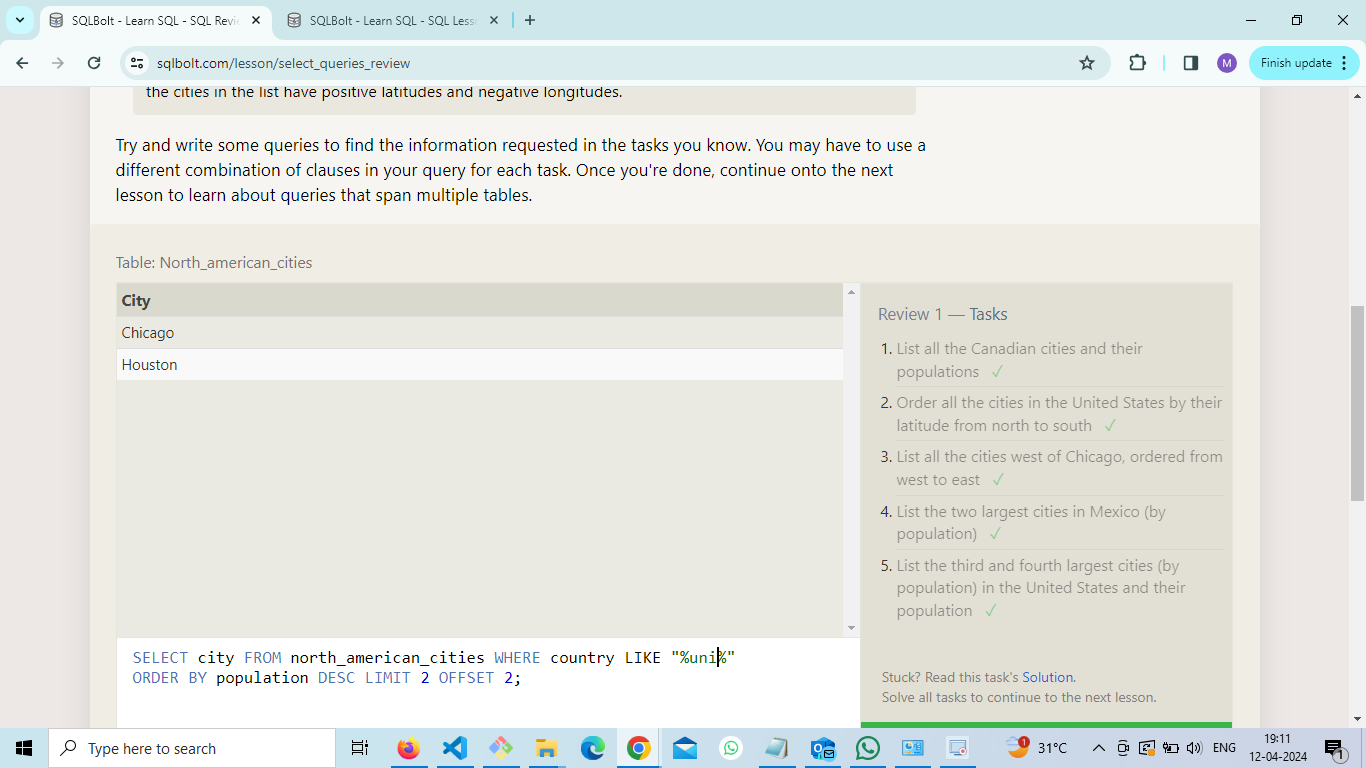 SQLBolt - Learn SQL - SQL Revie
SQLBolt - Learn SQL - SQL Less
sqlbolt.com/lesson/select_queries_review
M
Finish update
the cities in the list have positive latitudes and negative longitudes.
Try and write some queries to find the information requested in the tasks you know. You may have to use a
different combination of clauses in your query for each task. Once you're done, continue onto the next
lesson to learn about queries that span multiple tables.
Table: North_american_cities
City
Chicago
Houston
Review 1 — Tasks
1. List all the Canadian cities and their
populations ✓
2. Order all the cities in the United States by their
latitude from north to south ✓
3. List all the cities west of Chicago, ordered from
west to east ✓
4. List the two largest cities in Mexico (by
population) ✓
5. List the third and fourth largest cities (by
population) in the United States and their
population ✓
SELECT city FROM north_american_cities WHERE country LIKE "%uni%"
ORDER BY population DESC LIMIT 2 OFFSET 2;
Stuck? Read this task's Solution.
Solve all tasks to continue to the next lesson.
Type here to search
1
31°C
ENG
19:11
12-04-2024
1